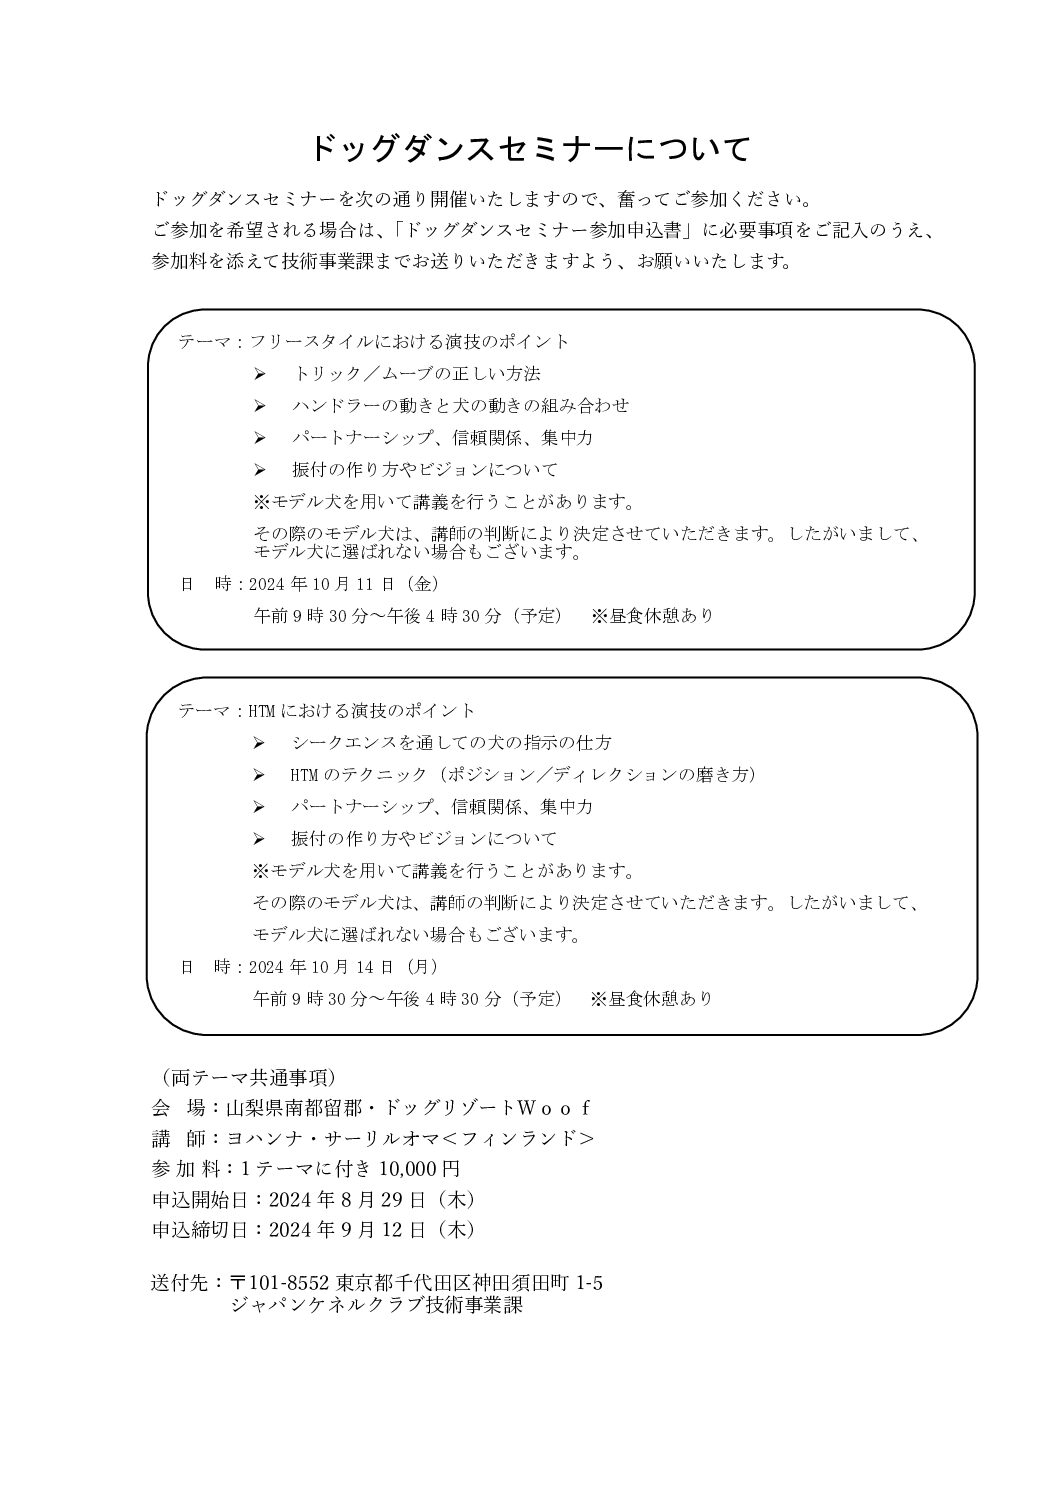 ドッグダンスセミナーについて
ドッグダンスセミナーを次の通り開催いたしますので、奮ってご参加ください。
ご参加を希望される場合は、「ドッグダンスセミナー参加申込書」に必要事項をご記入のうえ、
参加料を添えて技術事業課までお送りいただきますよう、お願いいたします。
テーマ：フリースタイルにおける演技のポイント
➢ トリック／ムーブの正しい方法
➢ ハンドラーの動きと犬の動きの組み合わせ
➢ パートナーシップ、信頼関係、集中力
➢ 振付の作り方やビジョンについて
※モデル犬を用いて講義を行うことがあります。
その際のモデル犬は、講師の判断により決定させていただきます。したがいまして、
モデル犬に選ばれない場合もございます。
日　時：2024 年 10 月 11 日（金）
午前 9 時 30 分～午後 4 時 30 分（予定）　※昼食休憩あり
テーマ：HTM における演技のポイント
➢ シークエンスを通しての犬の指示の仕方
➢ HTM のテクニック（ポジション／ディレクションの磨き方）
➢ パートナーシップ、信頼関係、集中力
➢ 振付の作り方やビジョンについて
※モデル犬を用いて講義を行うことがあります。
その際のモデル犬は、講師の判断により決定させていただきます。したがいまして、
モデル犬に選ばれない場合もございます。
日　時：2024 年 10 月 14 日（月）
午前 9 時 30 分～午後 4 時 30 分（予定）　※昼食休憩あり
（両テーマ共通事項）
会　場：山梨県南都留郡・ドッグリゾートＷｏｏｆ
講　師：ヨハンナ・サーリルオマ＜フィンランド＞
参 加 料：1 テーマに付き 10,000 円
申込開始日：2024 年 8 月 29 日（木）
申込締切日：2024 年 9 月 12 日（木）
送付先：〒101-8552 東京都千代田区神田須田町 1-5
ジャパンケネルクラブ技術事業課